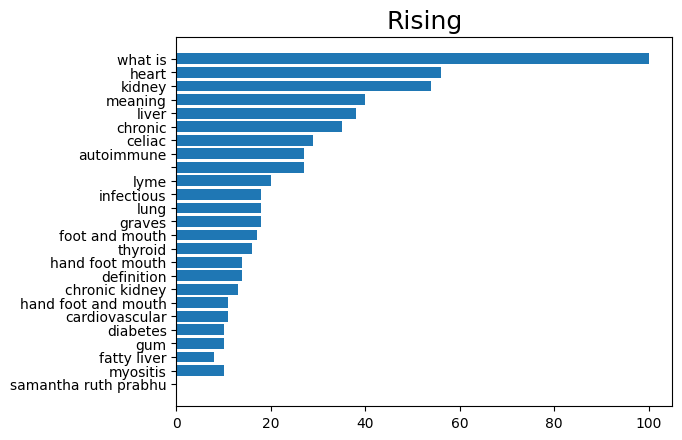 Rising
what is
heart
kidney
meaning
liver
chronic
celiac
autoimmune
lyme
infectious
lung
graves
foot and mouth
thyroid
hand foot mouth
definition
chronic kidney
hand foot and mouth
cardiovascular
diabetes
gum
fatty liver
myositis
samantha ruth prabhu
0 20 40 60 80 100